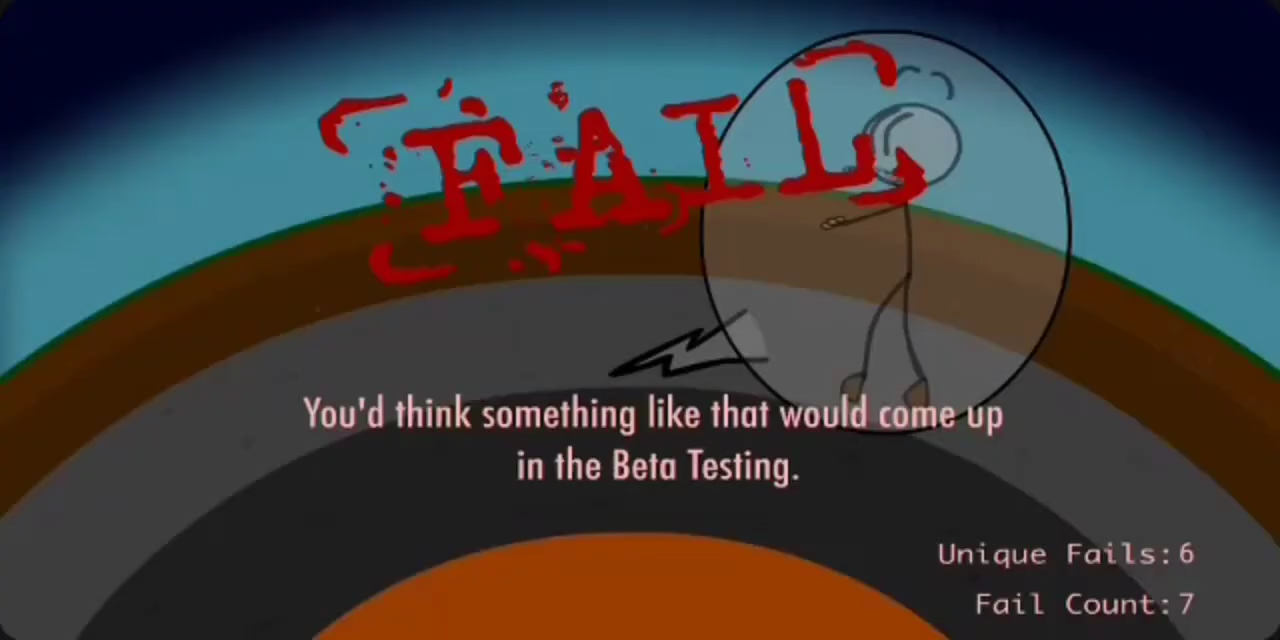 FAIL
You'd think something like that would come up
in the Beta Testing.
Unique Fails:6
Fail Count:7